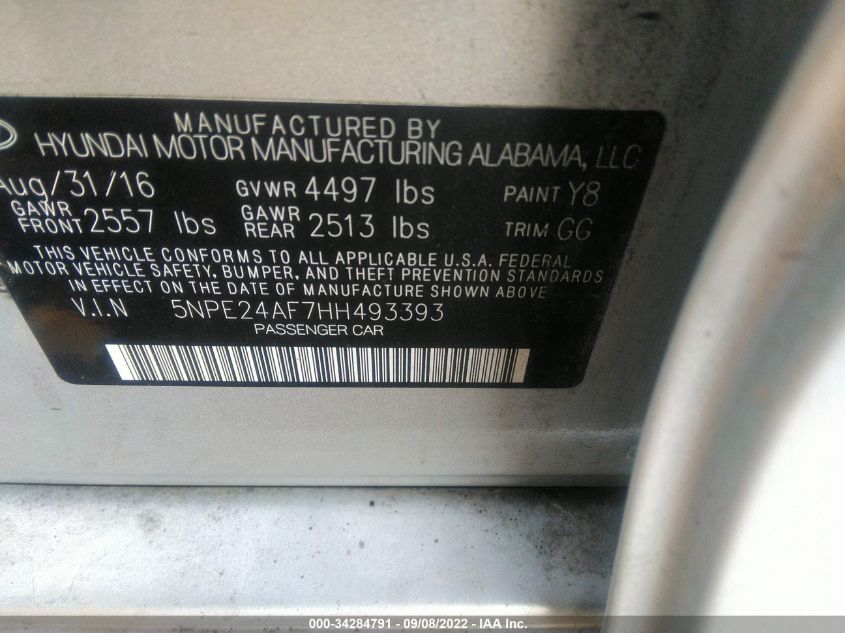 MANUFACTURED BY
HYUNDAI MOTOR MANUFACTURING ALABAMA, LLC
Aug/31/16 GVWR 4497 lbs PAINT Y8
GAWR FRONT 2557 lbs GAWR REAR 2513 lbs TRIM GG
THIS VEHICLE CONFORMS TO ALL APPLICABLE U.S.A. FEDERAL
MOTOR VEHICLE SAFETY, BUMPER, AND THEFT PREVENTION STANDARDS
IN EFFECT ON THE DATE OF MANUFACTURE SHOWN ABOVE
V.I.N 5NPE24AF7HH493393
PASSENGER CAR
000-34284791 - 09/08/2022 - IAA Inc.